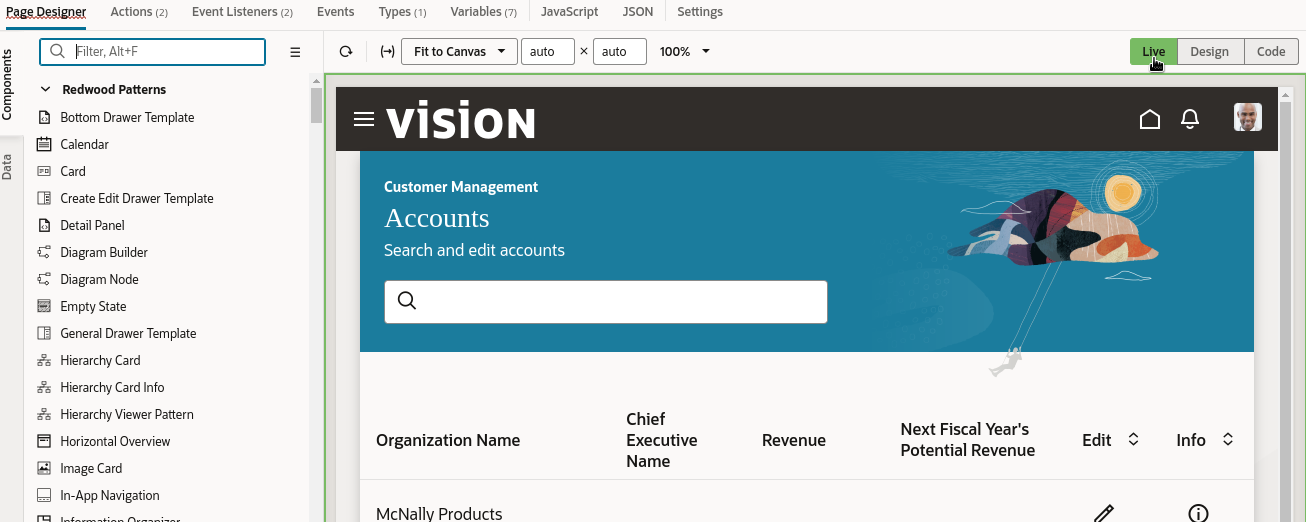 Page Designer
Actions (2)
Event Listeners (2)
Events
Types (1)
Variables (7)
JavaScript
JSON
Settings
Components
Data
Filter, Alt+F
Fit to Canvas
auto
×
auto
100%
Live
Design
Code
Redwood Patterns
Bottom Drawer Template
Calendar
Card
Create Edit Drawer Template
Detail Panel
Diagram Builder
Diagram Node
Empty State
General Drawer Template
Hierarchy Card
Hierarchy Card Info
Hierarchy Viewer Pattern
Horizontal Overview
Image Card
In-App Navigation
Information Organizer
vision
Customer Management
Accounts
Search and edit accounts
Organization Name
Chief
Executive
Name
Revenue
Next Fiscal Year's
Potential Revenue
Edit
Info
McNally Products